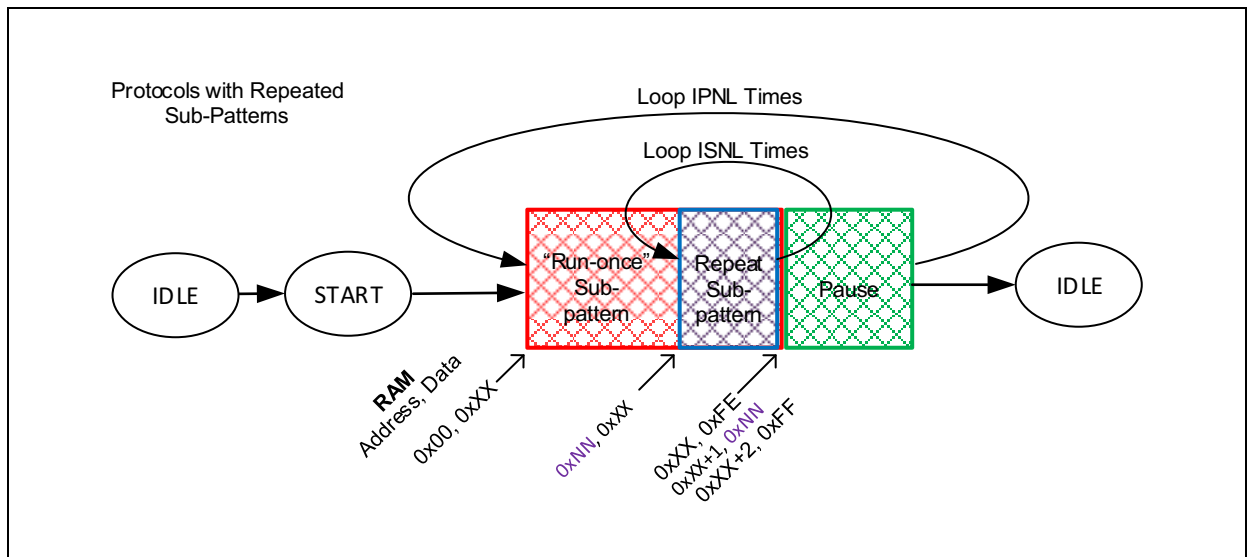 Protocols with Repeated
Sub-Patterns
Loop IPNL Times
Loop ISNL Times
IDLE
START
“Run-once”
Sub-
pattern
Repeat
Sub-
pattern
Pause
IDLE
RAM
Address, Data
0x00, 0xXX
0xNN, 0xXX
0xXX, 0xFE
0xXX+1, 0xNN
0xXX+2, 0xFF